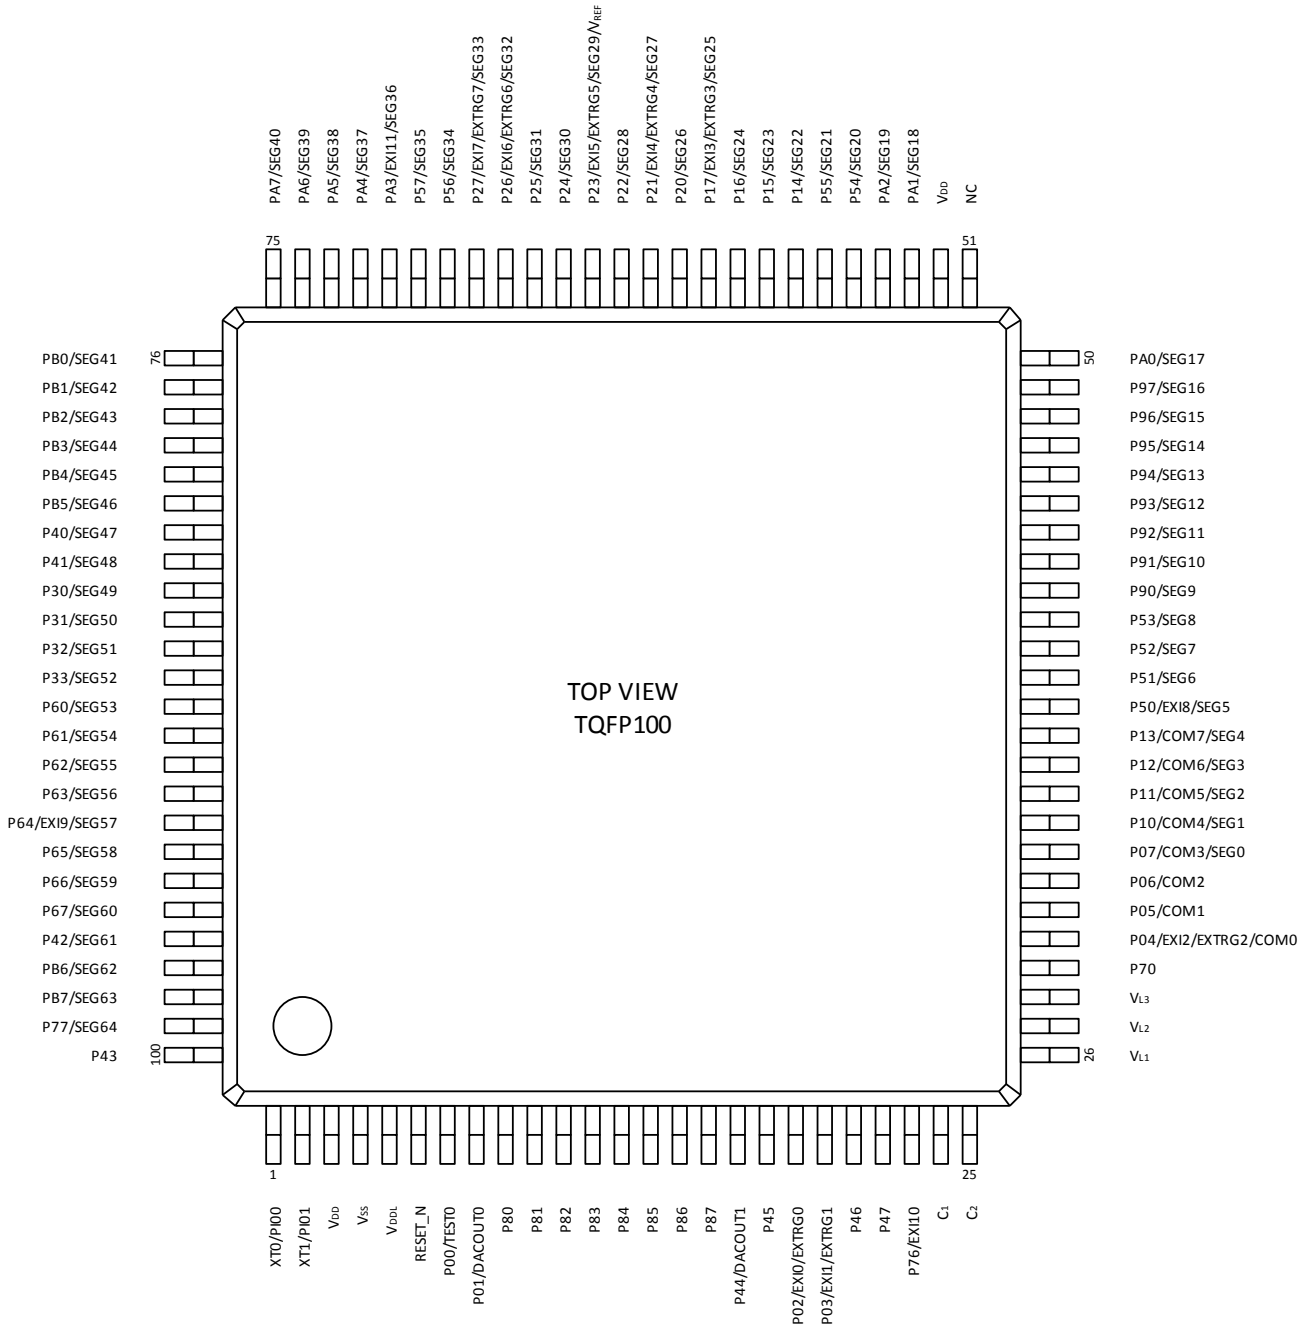 PA7/SEG40
PA6/SEG39
PA5/SEG38
PA4/SEG37
PA3/EXI11/SEG36
P57/SEG35
P56/SEG34
P27/EXI7/EXTRG7/SEG33
P26/EXI6/EXTRG6/SEG32
P25/SEG31
P24/SEG30
P23/EXI5/EXTRG5/SEG29/VREF
P22/SEG28
P21/EXI4/EXTRG4/SEG27
P20/SEG26
P17/EXI3/EXTRG3/SEG25
P16/SEG24
P15/SEG23
P14/SEG22
P55/SEG21
P54/SEG20
PA2/SEG19
PA1/SEG18
VDD
NC
75
51
PB0/SEG41
76
PB1/SEG42
PB2/SEG43
PB3/SEG44
PB4/SEG45
PB5/SEG46
P40/SEG47
P41/SEG48
P30/SEG49
P31/SEG50
P32/SEG51
P33/SEG52
P60/SEG53
P61/SEG54
P62/SEG55
P63/SEG56
P64/EXI9/SEG57
P65/SEG58
P66/SEG59
P67/SEG60
P42/SEG61
PB6/SEG62
PB7/SEG63
P77/SEG64
P43
100
TOP VIEW
TQFP100
50
PA0/SEG17
P97/SEG16
P96/SEG15
P95/SEG14
P94/SEG13
P93/SEG12
P92/SEG11
P91/SEG10
P90/SEG9
P53/SEG8
P52/SEG7
P51/SEG6
P50/EXI8/SEG5
P13/COM7/SEG4
P12/COM6/SEG3
P11/COM5/SEG2
P10/COM4/SEG1
P07/COM3/SEG0
P06/COM2
P05/COM1
P04/EXI2/EXTRG2/COM0
P70
VL3
VL2
26
VL1
1
25
XT0/PI00
XT1/PI01
VDD
VSS
VDDL
RESET_N
P00/TEST0
P01/DACOUT0
P80
P81
P82
P83
P84
P85
P86
P87
P44/DACOUT1
P45
P02/EXI0/EXTRG0
P03/EXI1/EXTRG1
P46
P47
P76/EXI10
C1
C2